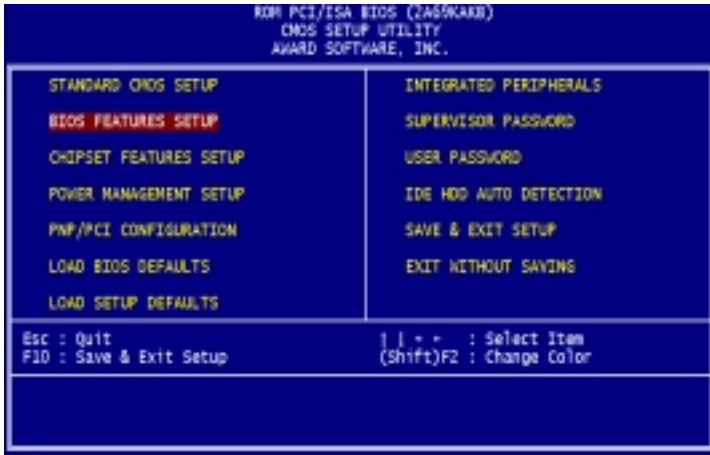 ROM PCI/ISA BIOS (2A69KAKB)
CMOS SETUP UTILITY
AWARD SOFTWARE, INC.
STANDARD CMOS SETUP
BIOS FEATURES SETUP
CHIPSET FEATURES SETUP
POWER MANAGEMENT SETUP
PNP/PCI CONFIGURATION
LOAD BIOS DEFAULTS
LOAD SETUP DEFAULTS
INTEGRATED PERIPHERALS
SUPERVISOR PASSWORD
USER PASSWORD
IDE HDD AUTO DETECTION
SAVE & EXIT SETUP
EXIT WITHOUT SAVING
Esc : Quit
F10 : Save & Exit Setup
: Select Item
(Shift)F2 : Change Color